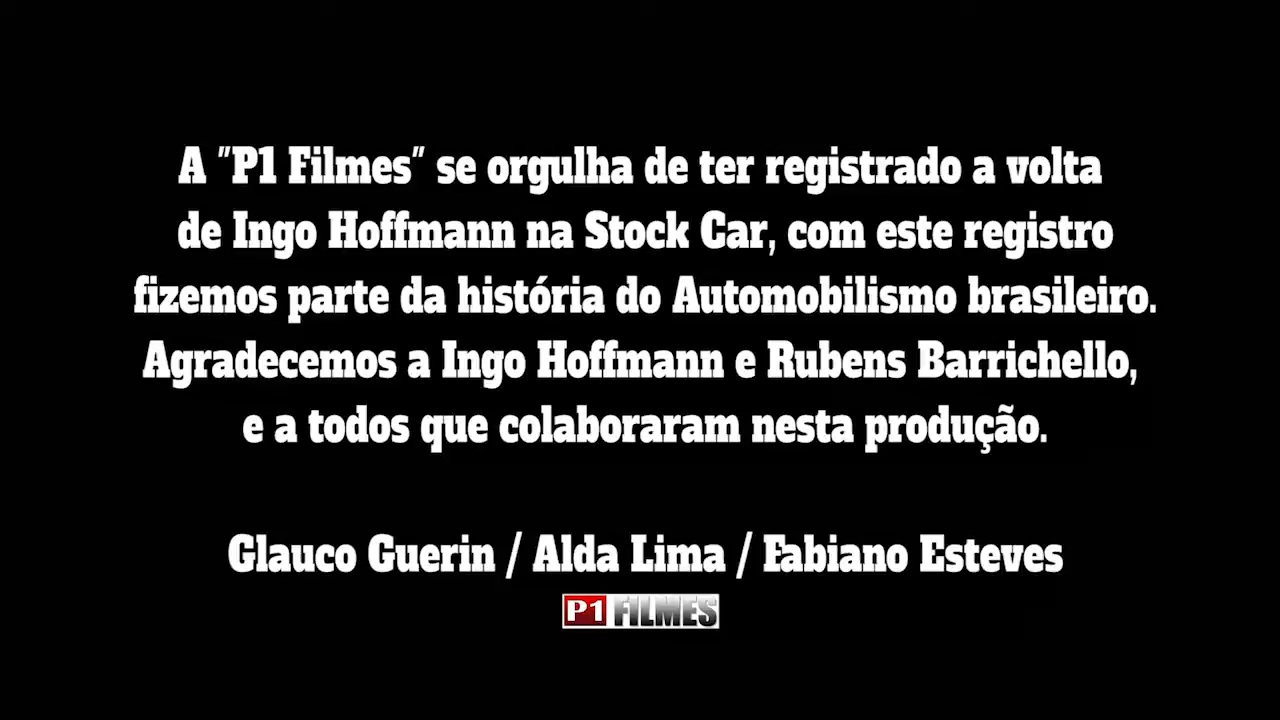 A "P1 Filmes" se orgulha de ter registrado a volta
de Ingo Hoffmann na Stock Car, com este registro
fizemos parte da história do Automobilismo brasileiro.
Agradecemos a Ingo Hoffmann e Rubens Barrichello,
e a todos que colaboraram nesta produção.
Glauco Guerin / Alda Lima / Fabiano Esteves
P1 FILMES